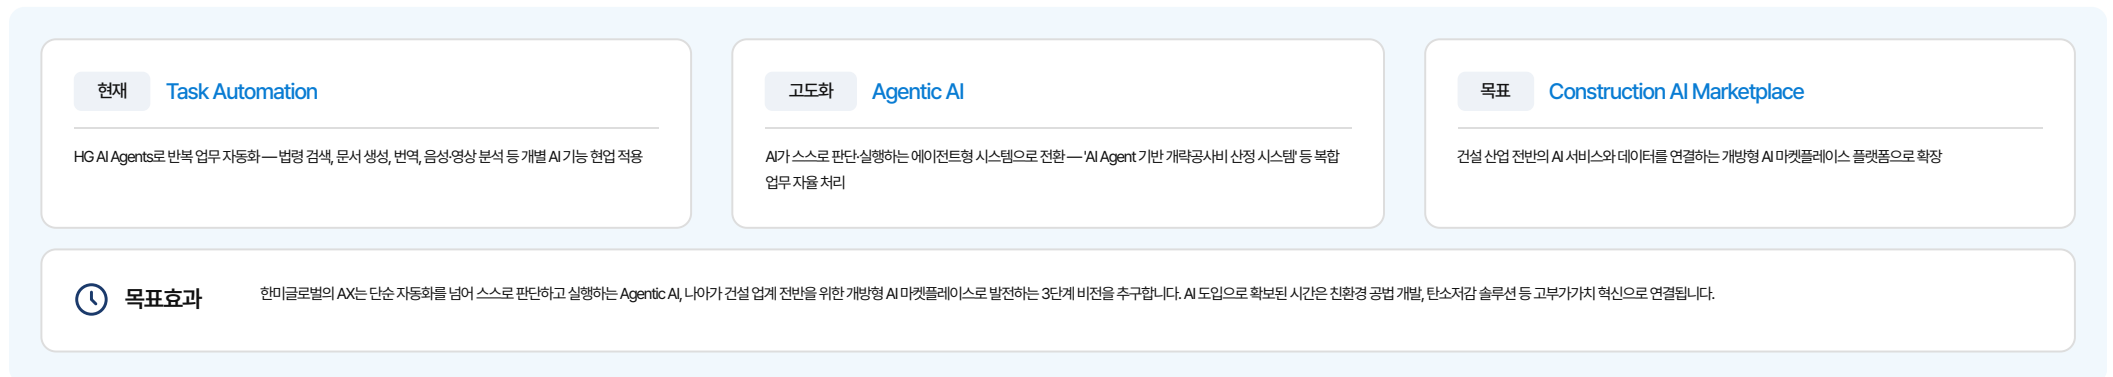 현재
Task Automation
HG AI Agents로 반복 업무 자동화 — 법령 검색, 문서 생성, 번역, 음성·영상 분석 등 개별 AI 기능 현업 적용
고도화
Agentic AI
AI가 스스로 판단·실행하는 에이전트형 시스템으로 전환 — 'AI Agent 기반 개략공사비 산정 시스템' 등 복합
업무 자율 처리
목표
Construction AI Marketplace
건설 산업 전반의 AI 서비스와 데이터를 연결하는 개방형 AI 마켓플레이스 플랫폼으로 확장
목표효과
한미글로벌의 AX는 단순 자동화를 넘어 스스로 판단하고 실행하는 Agentic AI, 나아가 건설 업계 전반을 위한 개방형 AI 마켓플레이스로 발전하는 3단계 비전을 추구합니다. AI 도입으로 확보된 시간은 친환경 공법 개발, 탄소저감 솔루션 등 고부가가치 혁신으로 연결됩니다.